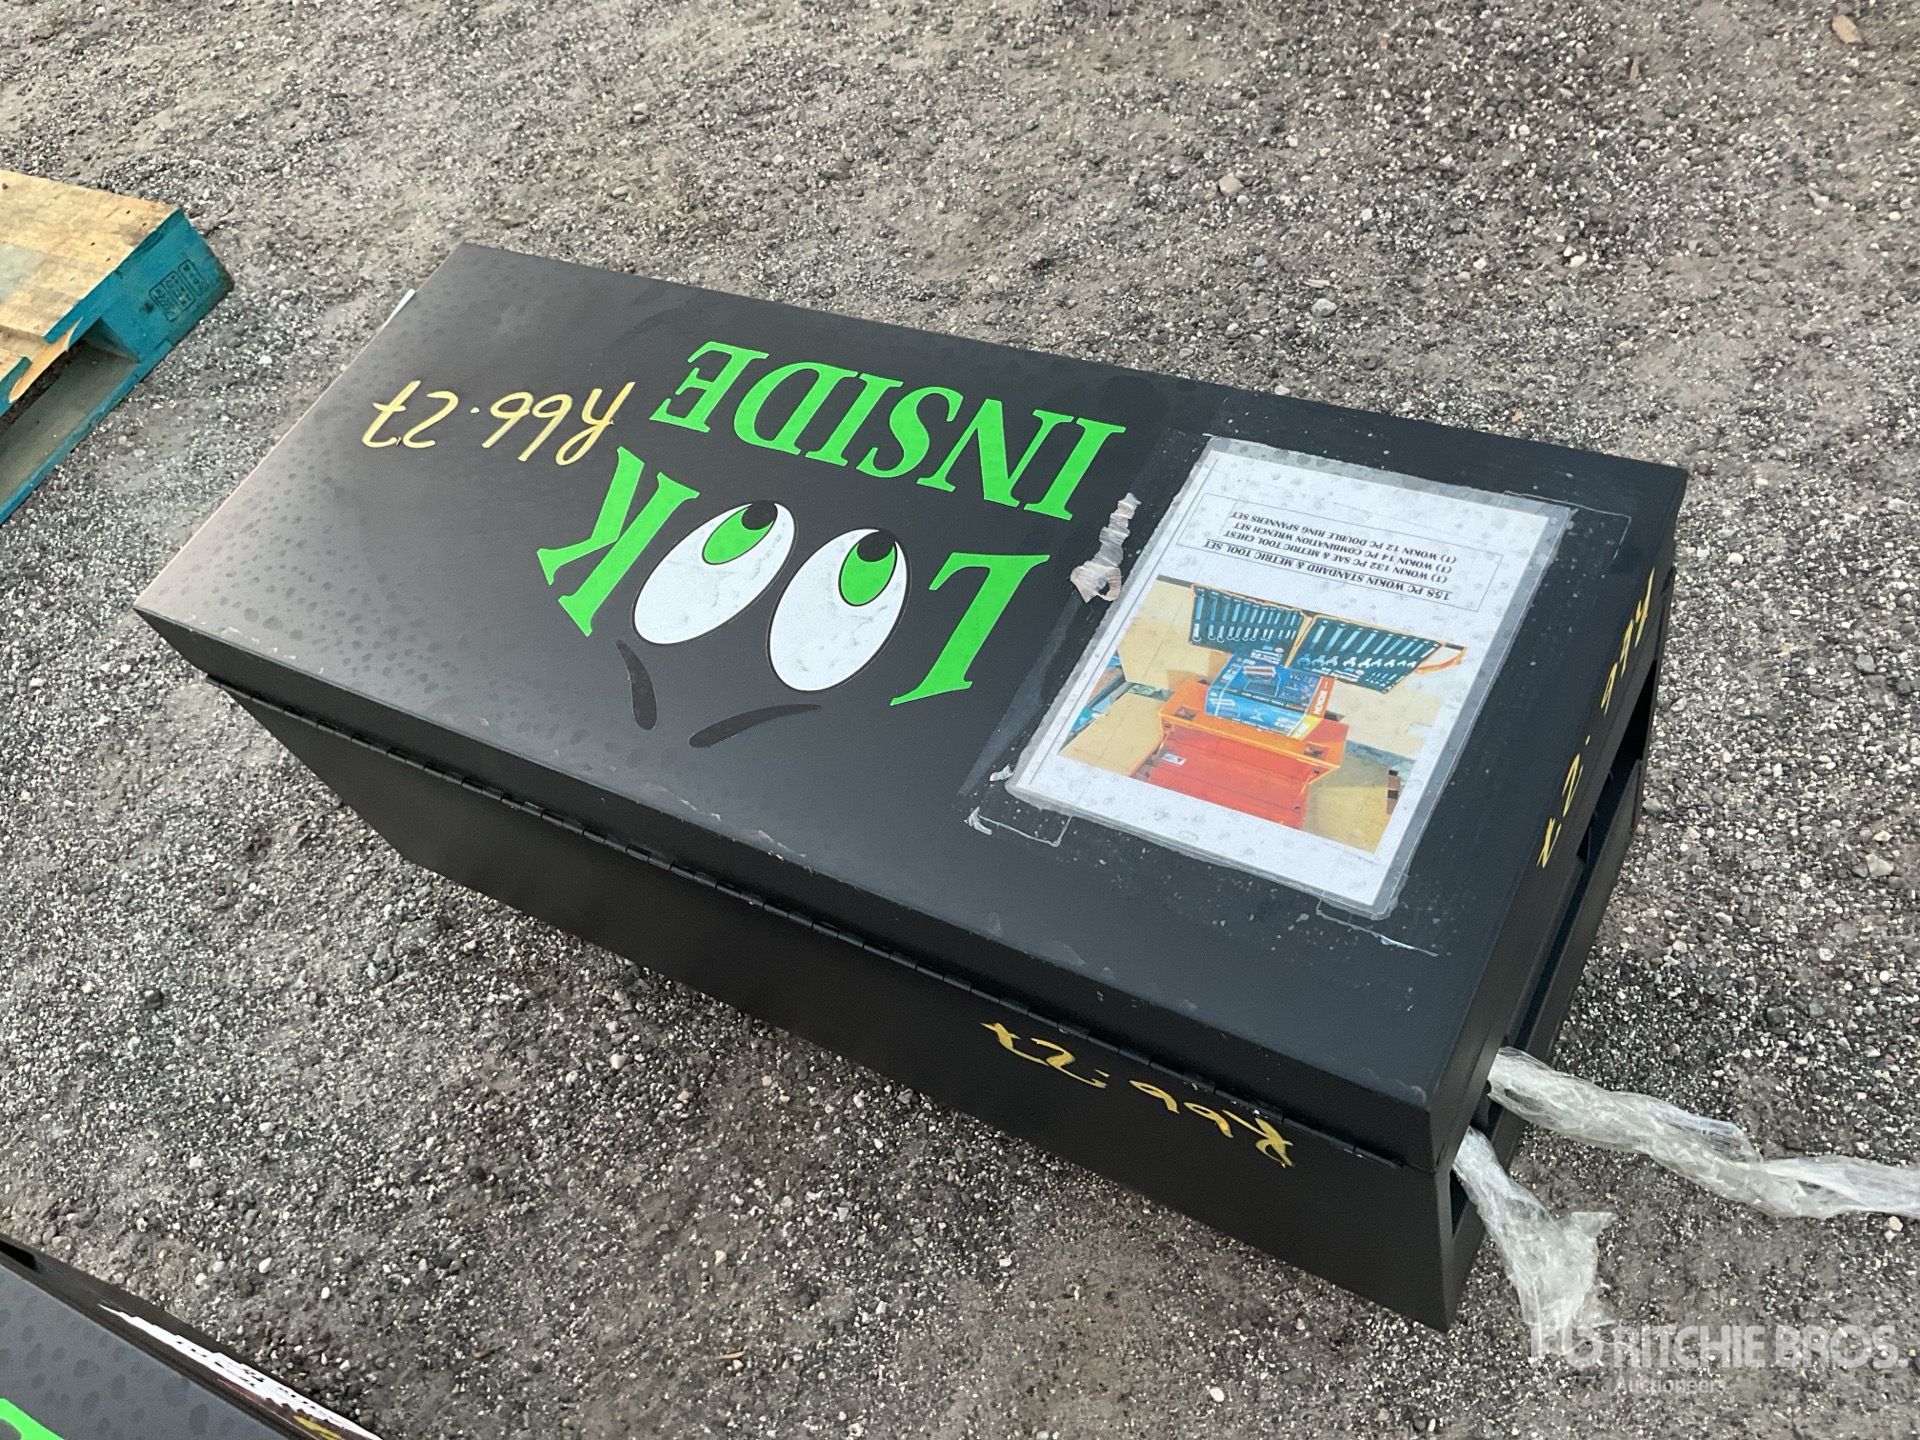 LOOK
INSIDE
R66.27
158 PC WOKIN STANDARD & METRIC TOOL SET
(1) WOKIN 132 PC SAE & METRIC TOOL CHEST
(1) WOKIN 14 PC COMBINATION WRENCH SET
(1) WOKIN 12 PC DOUBLE RING SPANNERS SET
WOKIN
R66.27
RITCHIE BROS.
Auctioneers